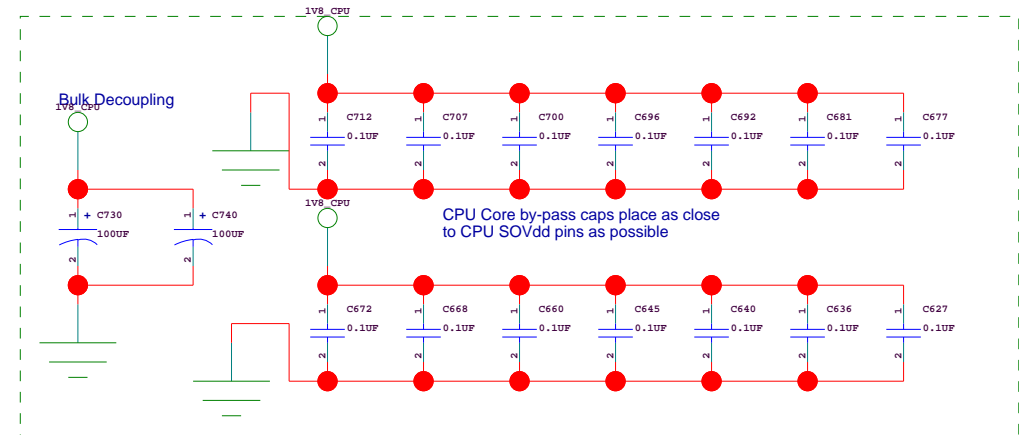 1V8_CPU
Bulk Decoupling
1V8_CPU
1 C712 1 C707 1 C700 1 C696 1 C692 1 C681 1 C677
0.1UF 0.1UF 0.1UF 0.1UF 0.1UF 0.1UF 0.1UF
2 2 2 2 2 2 2
1V8_CPU
1 + C730 1 + C740
100UF 100UF
2 2
CPU Core by-pass caps place as close
to CPU SOVdd pins as possible
1 C672 1 C668 1 C660 1 C645 1 C640 1 C636 1 C627
0.1UF 0.1UF 0.1UF 0.1UF 0.1UF 0.1UF 0.1UF
2 2 2 2 2 2 2